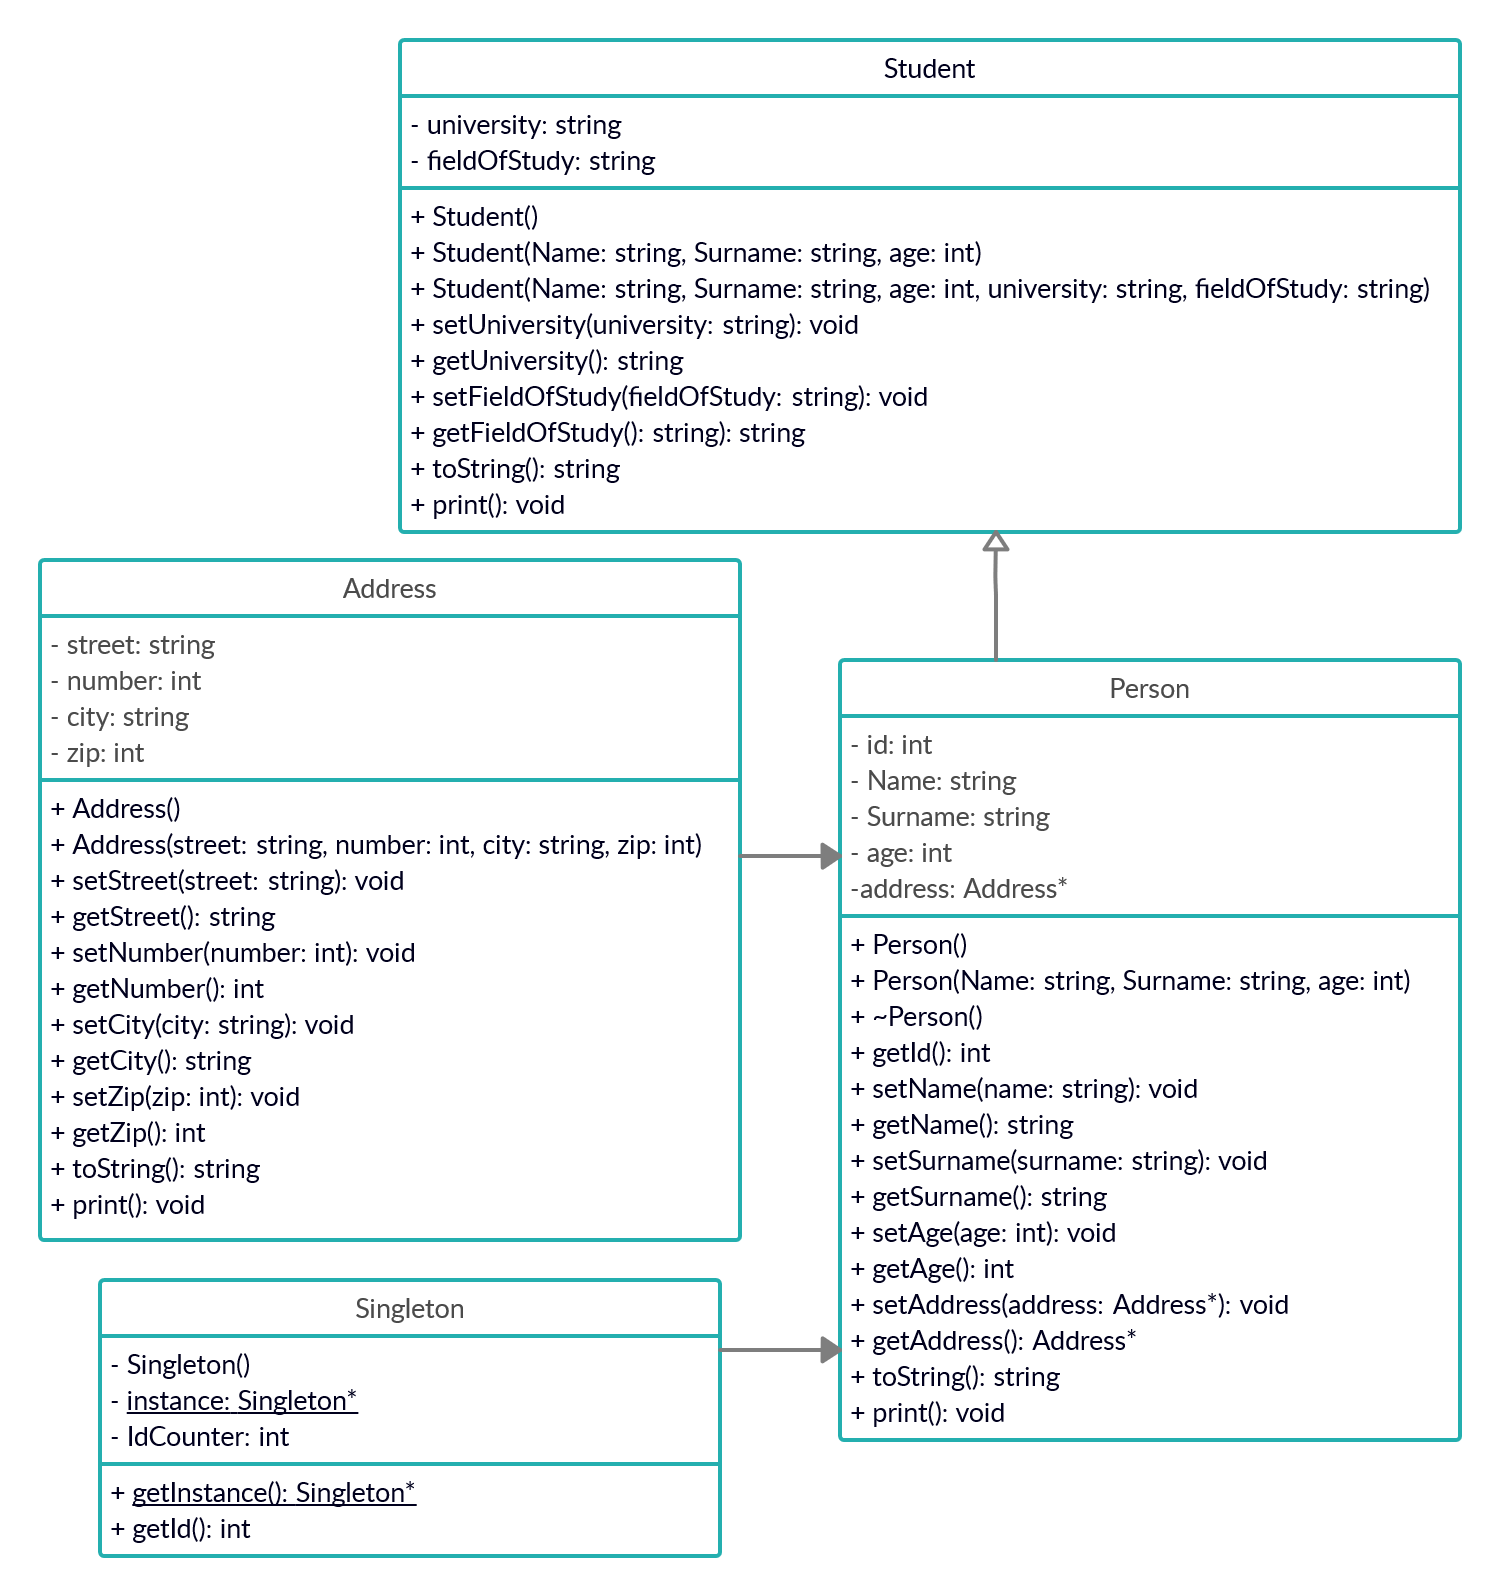 Student
- university: string
- fieldOfStudy: string
+ Student()
+ Student(Name: string, Surname: string, age: int)
+ Student(Name: string, Surname: string, age: int, university: string, fieldOfStudy: string)
+ setUniversity(university: string): void
+ getUniversity(): string
+ setFieldOfStudy(fieldOfStudy: string): void
+ getFieldOfStudy(): string): string
+ toString(): string
+ print(): void
Address
- street: string
- number: int
- city: string
- zip: int
+ Address()
+ Address(street: string, number: int, city: string, zip: int)
+ setStreet(street: string): void
+ getStreet(): string
+ setNumber(number: int): void
+ getNumber(): int
+ setCity(city: string): void
+ getCity(): string
+ setZip(zip: int): void
+ getZip(): int
+ toString(): string
+ print(): void
Person
- id: int
- Name: string
- Surname: string
- age: int
-address: Address*
+ Person()
+ Person(Name: string, Surname: string, age: int)
+ ~Person()
+ getId(): int
+ setName(name: string): void
+ getName(): string
+ setSurname(surname: string): void
+ getSurname(): string
+ setAge(age: int): void
+ getAge(): int
+ setAddress(address: Address*): void
+ getAddress(): Address*
+ toString(): string
+ print(): void
Singleton
- Singleton()
- instance: Singleton*
- IdCounter: int
+ getInstance(): Singleton*
+ getId(): int